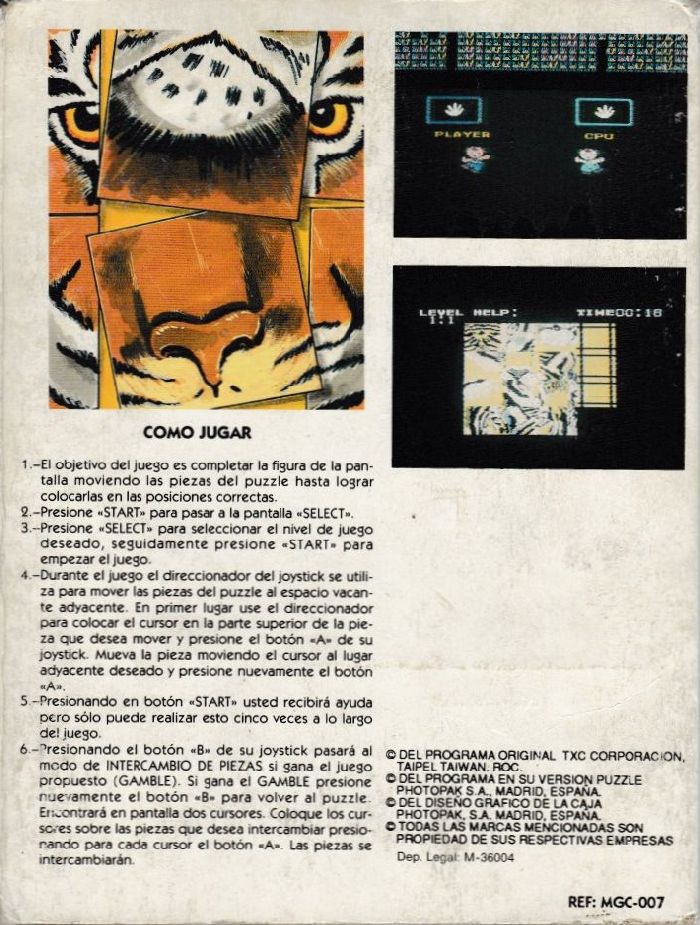 PLAYER
CPU
LEVEL HELP: TIME00:16
1:1
COMO JUGAR
1.–El objetivo del juego es completar la figura de la pan-
talla moviendo las piezas del puzzle hasta lograr
colocarlas en las posiciones correctas.
2.–Presione «START» para pasar a la pantalla «SELECT».
3.–Presione «SELECT» para seleccionar el nivel de juego
deseado, seguidamente presione «START» para
empezar el juego.
4.–Durante el juego el direccionador del joystick se utili-
za para mover las piezas del puzzle al espacio vacan-
te adyacente. En primer lugar use el direccionador
para colocar el cursor en la parte superior de la pie-
za que desea mover y presione el botón «A» de su
joystick. Mueva la pieza moviendo el cursor al lugar
adyacente deseado y presione nuevamente el botón
«A».
5.–Presionando en botón «START» usted recibirá ayuda
pero sólo puede realizar esto cinco veces a lo largo
del juego.
6.–Presionando el botón «B» de su joystick pasará al
modo de INTERCAMBIO DE PIEZAS si gana el juego
propuesto (GAMBLE). Si gana el GAMBLE presione
nuevamente el botón «B» para volver al puzzle.
Encontrará en pantalla dos cursores. Coloque los cur-
sores sobre las piezas que desea intercambiar presio-
nando para cada cursor el botón «A». Las piezas se
intercambiarán.
© DEL PROGRAMA ORIGINAL TXC CORPORACION,
TAIPEL TAIWAN. ROC.
© DEL PROGRAMA EN SU VERSION PUZZLE
PHOTOPAK S.A., MADRID, ESPAÑA.
© DEL DISEÑO GRAFICO DE LA CAJA
PHOTOPAK, S.A. MADRID, ESPAÑA.
© TODAS LAS MARCAS MENCIONADAS SON
PROPIEDAD DE SUS RESPECTIVAS EMPRESAS
Dep. Legal: M-36004
REF: MGC-007